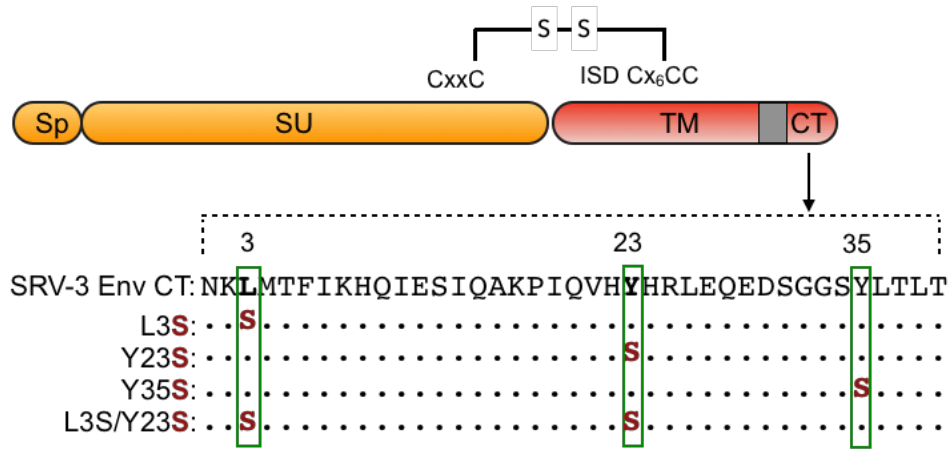 S S
CxxC ISD Cx₆CC
Sp SU TM CT
3 23 35
SRV-3 Env CT: NKLMTFIKHQIESIQAKPIQVHYHRLEQEDSGGSYLTLT
L3S: ..S....................................
Y23S: ......................S................
Y35S: ..................................S....
L3S/Y23S: ..S...................S................